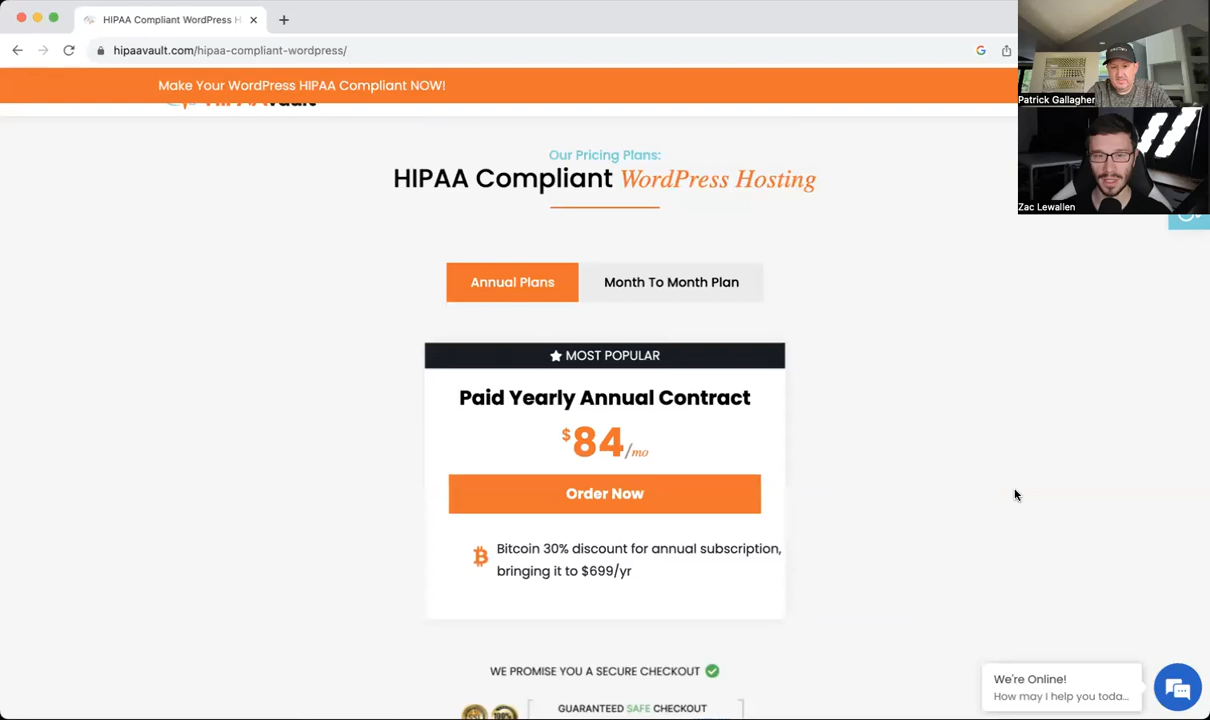 HIPAA Compliant WordPress H
hipaavault.com/hipaa-compliant-wordpress/
Make Your WordPress HIPAA Compliant NOW!
Patrick Gallagher
Zac Lewallen
Our Pricing Plans:
HIPAA Compliant WordPress Hosting
Annual Plans
Month To Month Plan
MOST POPULAR
Paid Yearly Annual Contract
$84/mo
Order Now
Bitcoin 30% discount for annual subscription,
bringing it to $699/yr
WE PROMISE YOU A SECURE CHECKOUT
GUARANTEED SAFE CHECKOUT
We're Online!
How may I help you toda...